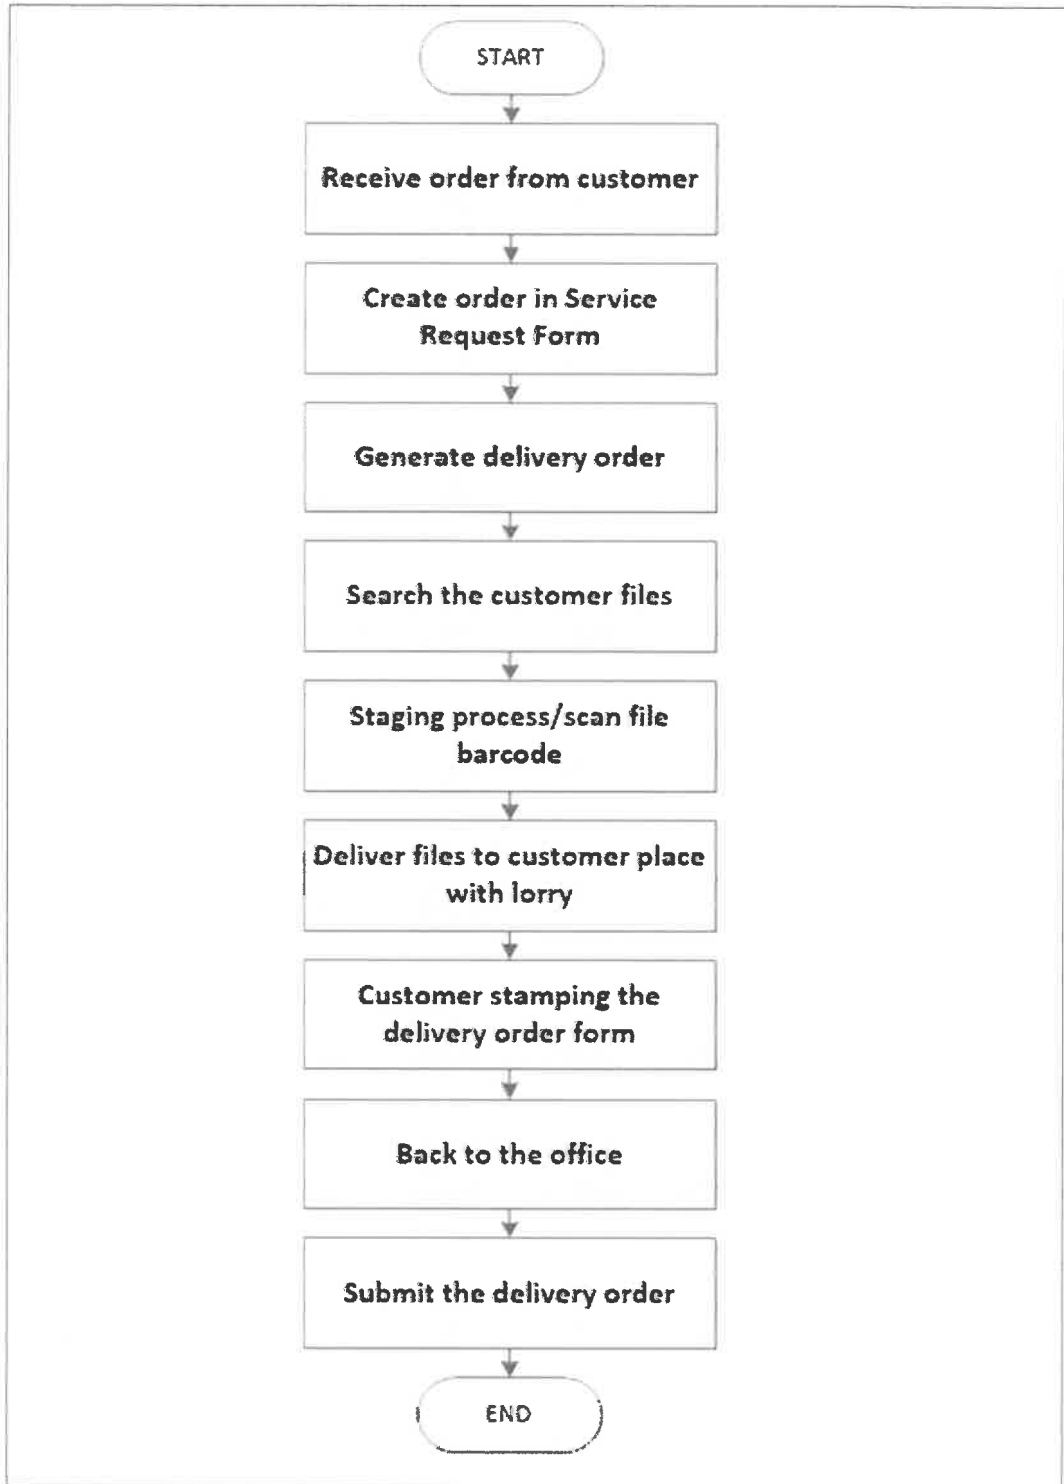 START
Receive order from customer
Create order in Service
Request Form
Generate delivery order
Search the customer files
Staging process/scan file
barcode
Deliver files to customer place
with lorry
Customer stamping the
delivery order form
Back to the office
Submit the delivery order
END